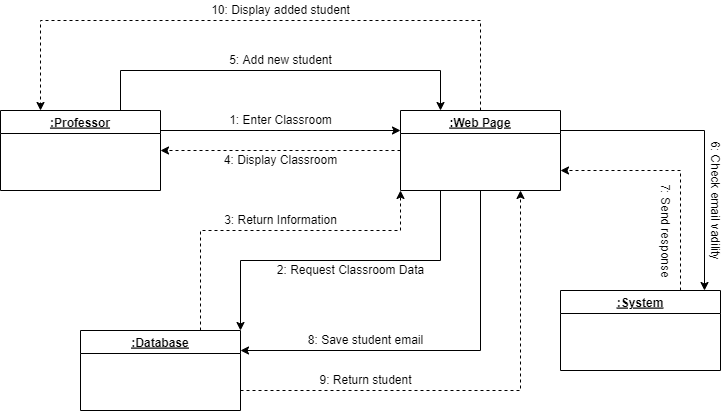 10: Display added student
5: Add new student
:Professor
1: Enter Classroom
:Web Page
4: Display Classroom
6: Check email vadility
7: Send response
3: Return Information
2: Request Classroom Data
:System
:Database
8: Save student email
9: Return student